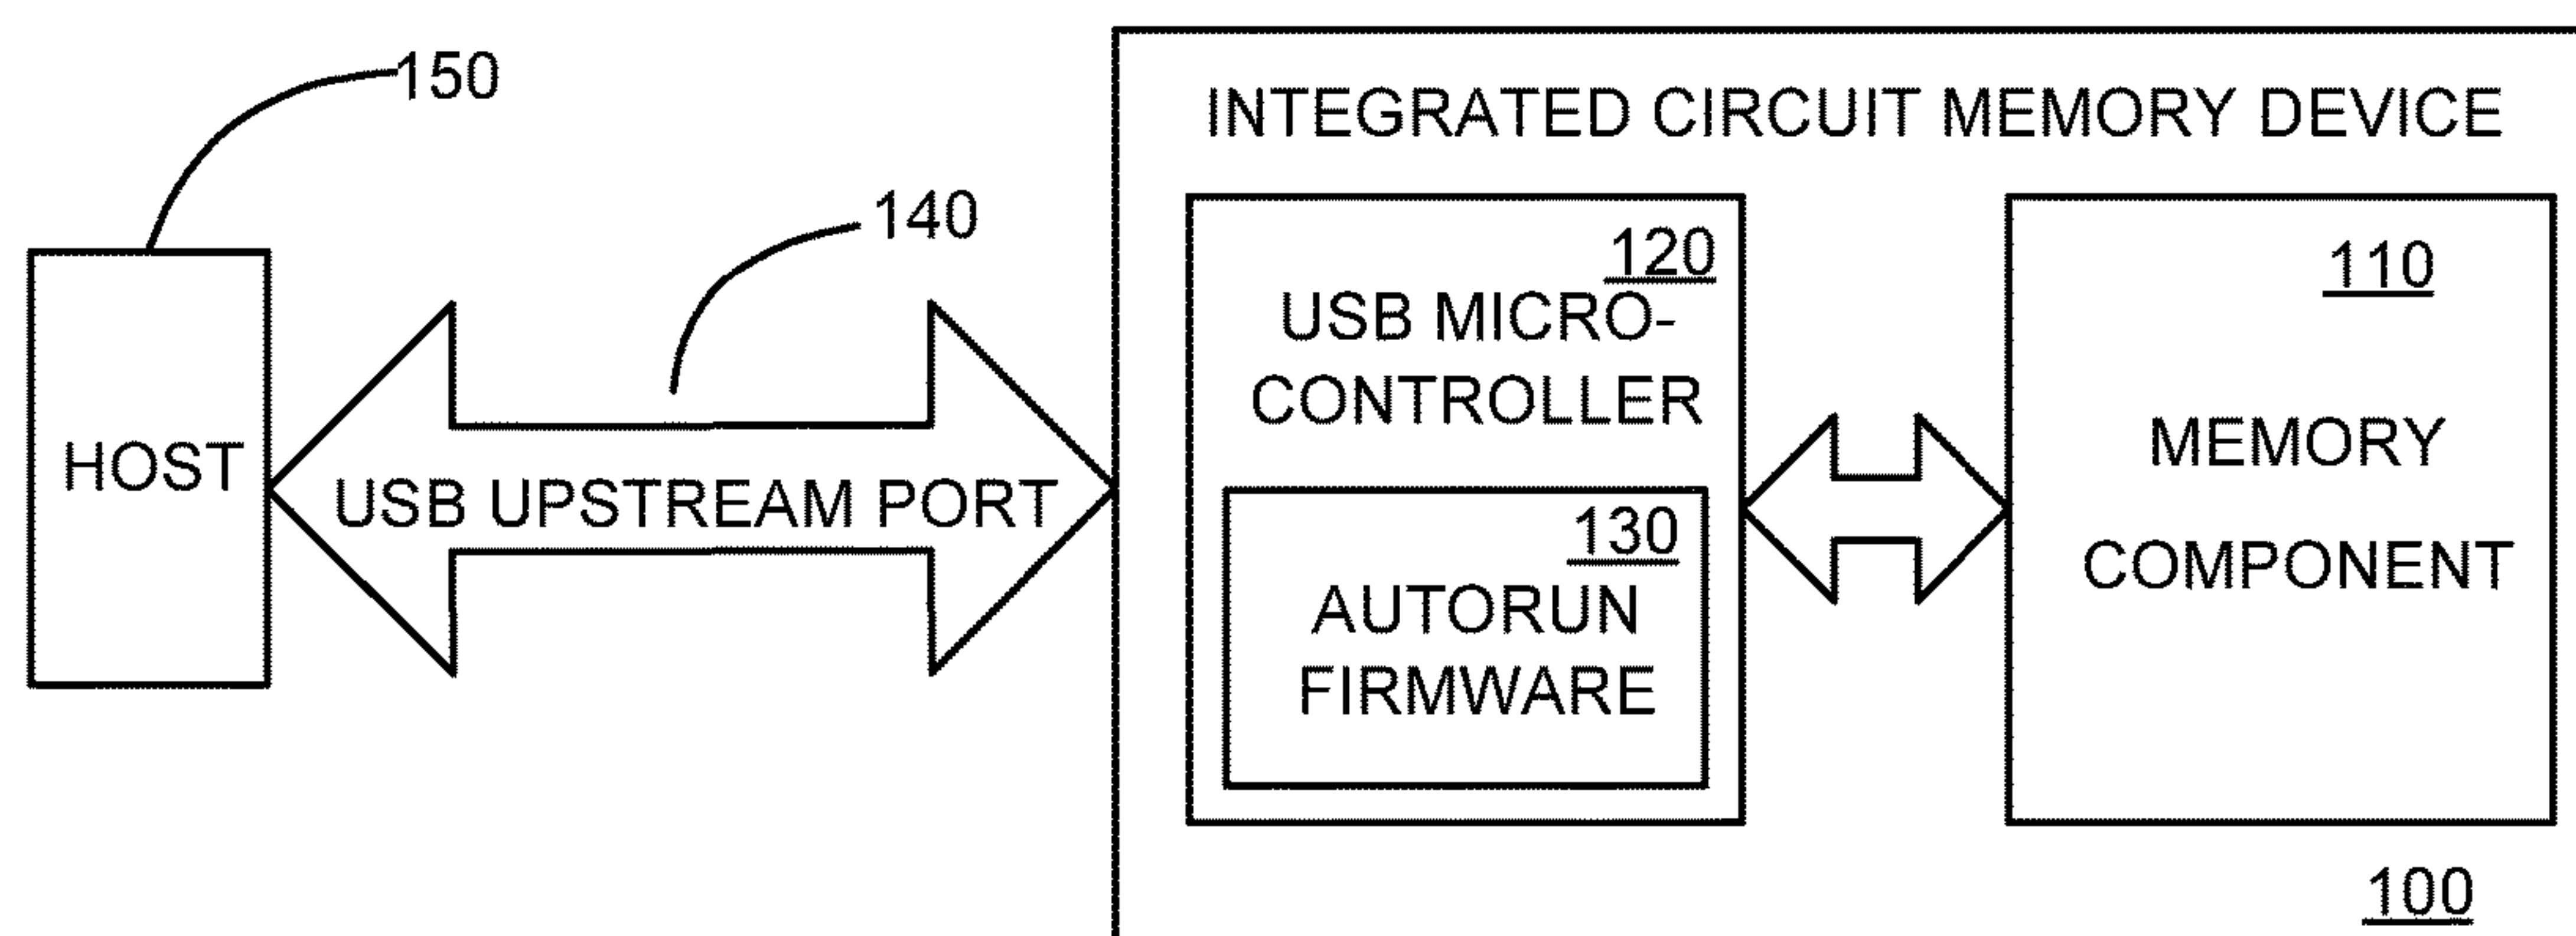 150
INTEGRATED CIRCUIT MEMORY DEVICE
140
120
USB MICRO-
CONTROLLER
110
HOST
USB UPSTREAM PORT
MEMORY
COMPONENT
130
AUTORUN
FIRMWARE
100